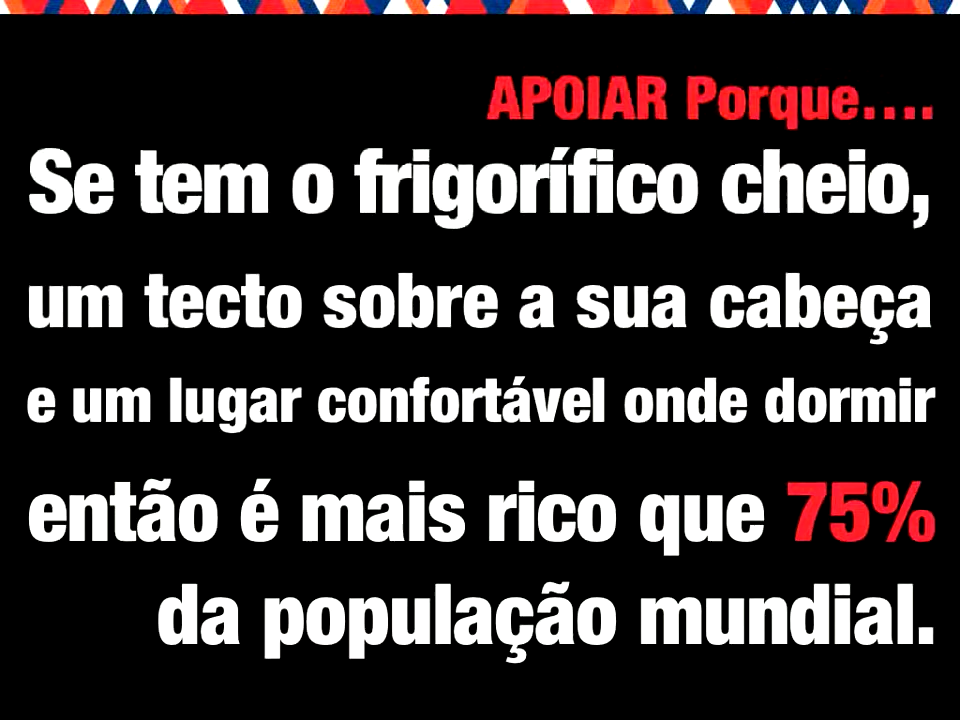 APOIAR Porque....
Se tem o frigorífico cheio,
um tecto sobre a sua cabeça
e um lugar confortável onde dormir
então é mais rico que 75%
da população mundial.